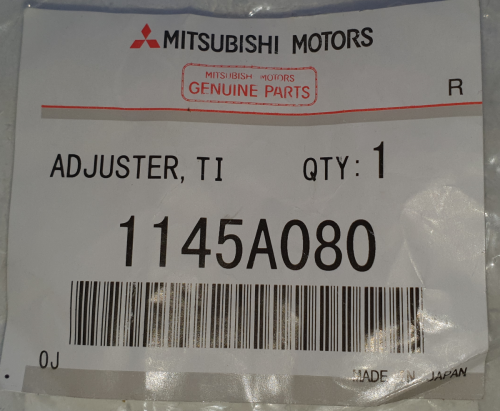 MITSUBISHI MOTORS
MITSUBISHI MOTORS
GENUINE PARTS
R
ADJUSTER, TI QTY: 1
1145A080
0J
MADE IN JAPAN